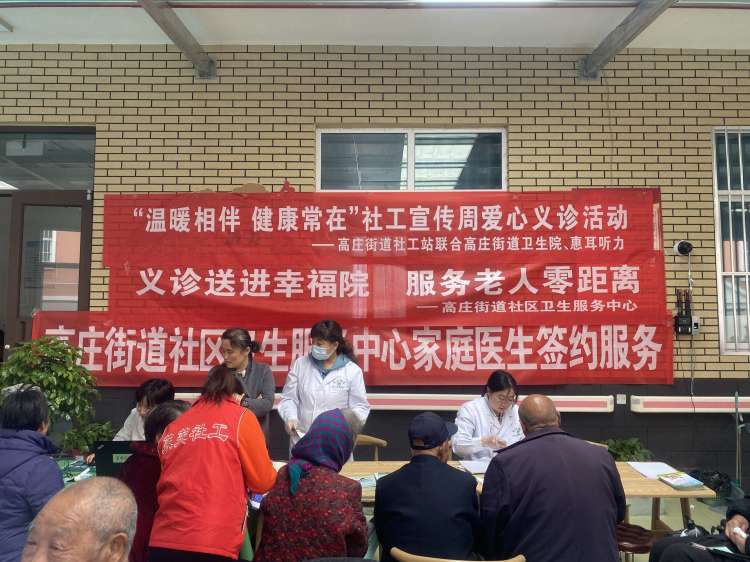 “温暖相伴 健康常在”社工宣传周爱心义诊活动
——高庄街道社工站联合高庄街道卫生院、惠耳听力
义诊送进幸福院 服务老人零距离
——高庄街道社区卫生服务中心
高庄街道社区卫生服务中心家庭医生签约服务
莱芜社工